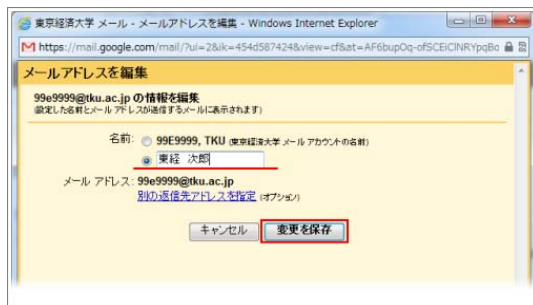 東京経済大学 メール - メールアドレスを編集 - Windows Internet Explorer
https://mail.google.com/mail/?ui=2&ik=454d587424&view=cf&at=AF6bupOq-ofSCEiCINRYpqBo
メールアドレスを編集
99e9999@tku.ac.jp の情報を編集
(設定した名前とメール アドレスが送信するメールに表示されます)
名前: 99E9999, TKU (東京経済大学 メール アカウントの名前)
東経 次郎
メール アドレス: 99e9999@tku.ac.jp
別の返信先アドレスを指定 (オプション)
キャンセル 変更を保存